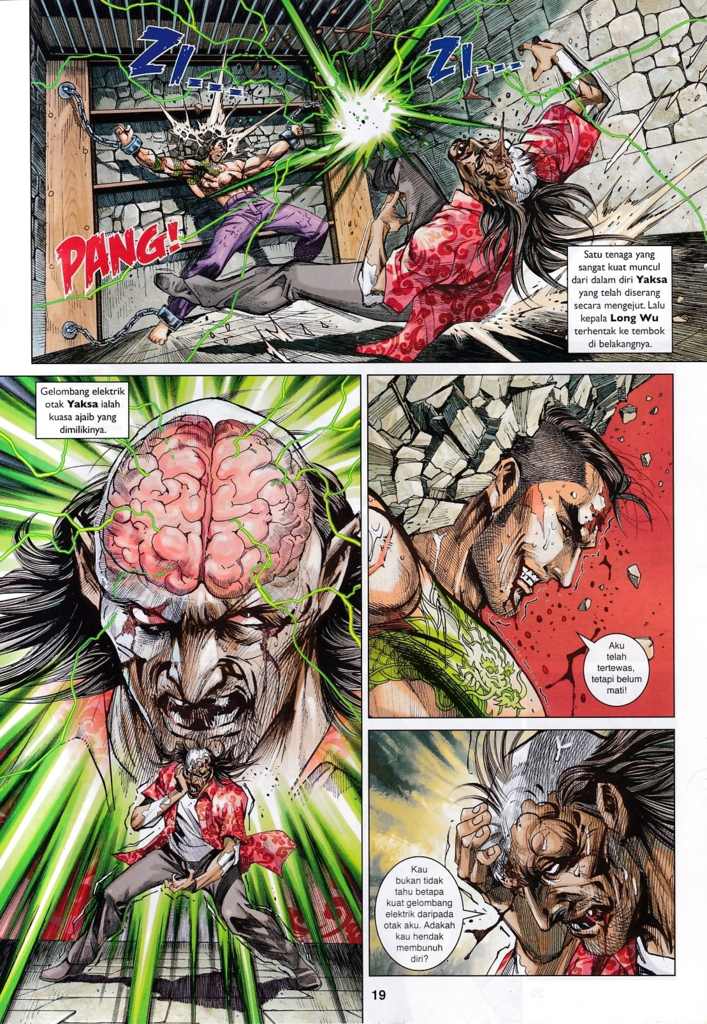 ZI...
ZI...
PANG!
Satu tenaga yang
sangat kuat muncul
dari dalam diri Yaksa
yang telah diserang
secara mengejut. Lalu
kepala Long Wu
terhentak ke tembok
di belakangnya.
Gelombang elektrik
otak Yaksa ialah
kuasa ajaib yang
dimilikinya.
Aku
telah
tertewas,
tetapi belum
mati!
Kau
bukan tidak
tahu betapa
kuat gelombang
elektrik daripada
otak aku. Adakah
kau hendak
membunuh
diri?
19